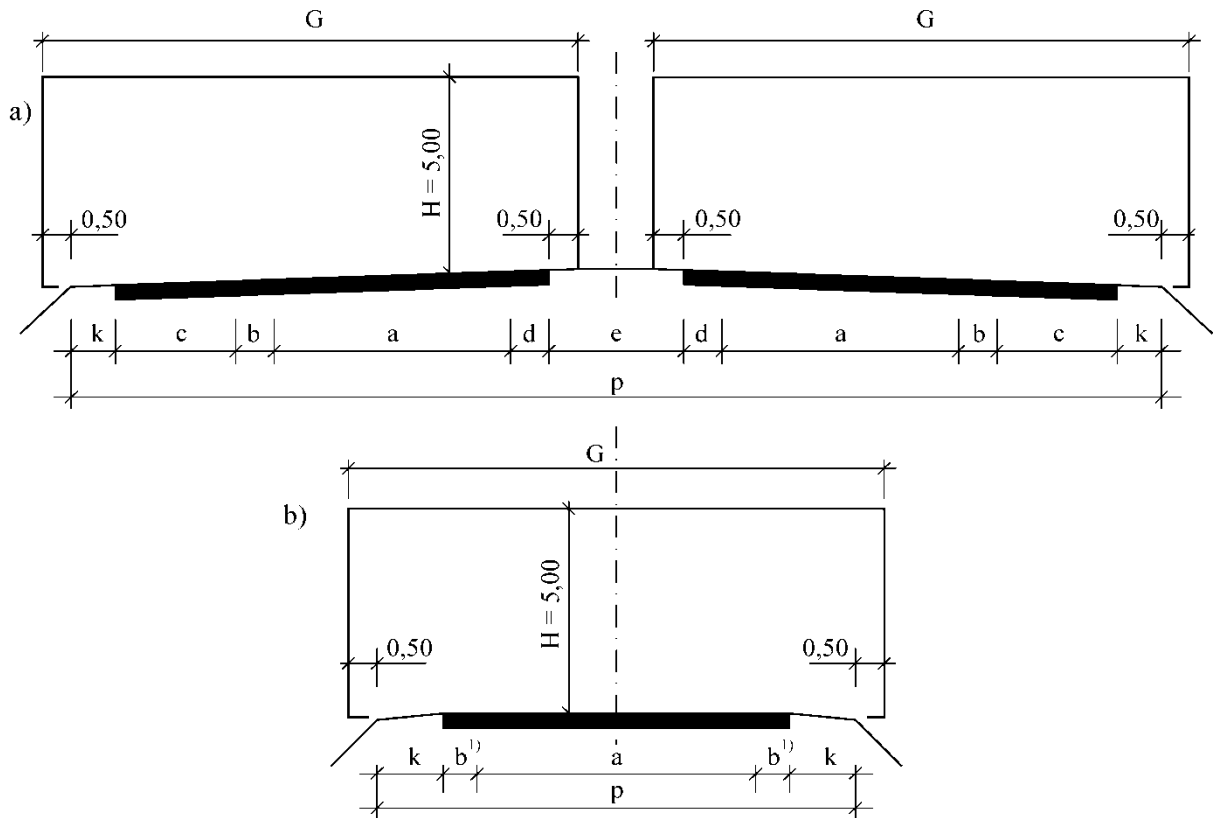 G G
a)
H = 5,00
0,50 0,50 0,50 0,50
k c b a d e d a b c k
p
G
b)
H = 5,00
0,50 0,50
k b¹⁾ a b¹⁾ k
p